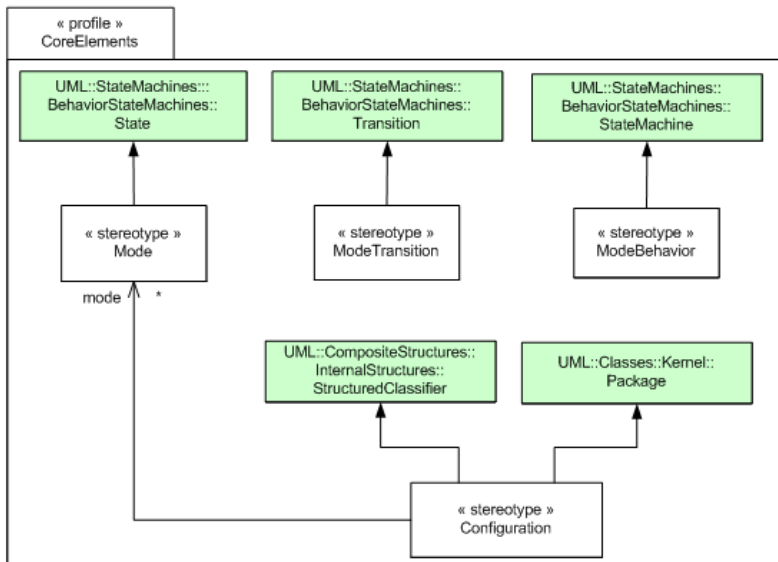 « profile »
CoreElements
UML::StateMachines:::
BehaviorStateMachines::
State
UML::StateMachines::
BehaviorStateMachines::
Transition
UML::StateMachines::
BehaviorStateMachines::
StateMachine
« stereotype »
Mode
« stereotype »
ModeTransition
« stereotype »
ModeBehavior
mode *
UML::CompositeStructures::
InternalStructures::
StructuredClassifier
UML::Classes::Kernel::
Package
« stereotype »
Configuration